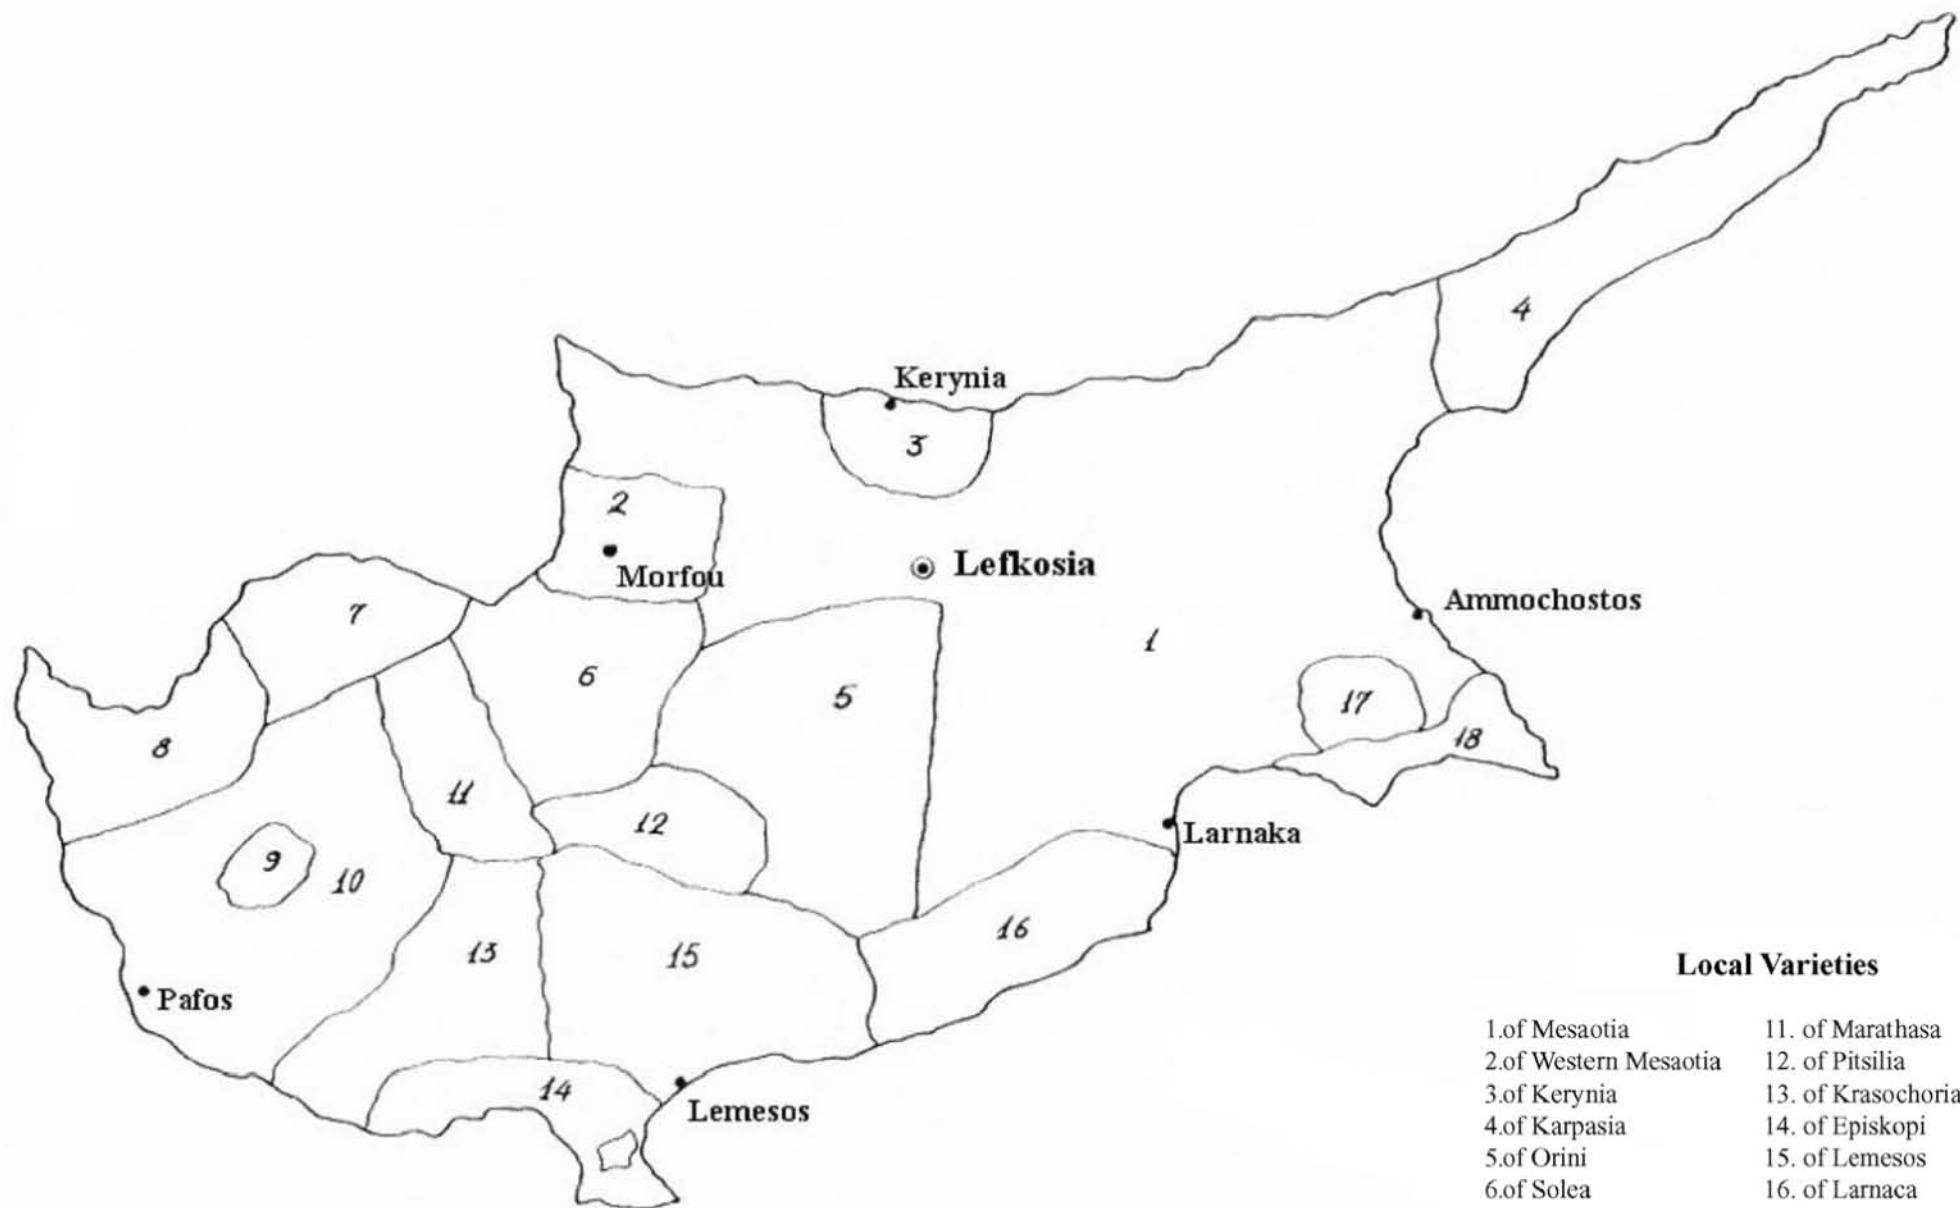 4
Kerynia
3
2
Morfou
Lefkosia
Ammochostos
7
1
6
5
17
18
8
11
12
Larnaka
9
10
16
13
15
Pafos
14
Lemesos
Local Varieties
1.of Mesaotia
2.of Western Mesaotia
3.of Kerynia
4.of Karpasia
5.of Orini
6.of Solea
11. of Marathasa
12. of Pitsilia
13. of Krasochoria
14. of Episkopi
15. of Lemesos
16. of Larnaca